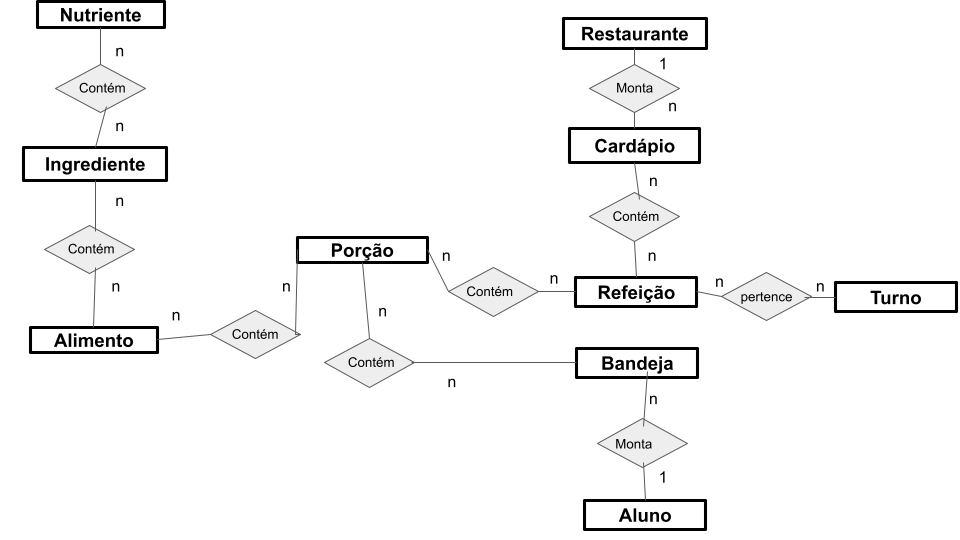 Nutriente
n
Contém
n
Ingrediente
n
Contém
n
Alimento
n
Contém
n
Porção
n
Contém
n
Refeição
n
pertence
n
Turno
Restaurante
1
Monta
n
Cardápio
n
Contém
n
n
Contém
n
Bandeja
n
Monta
1
Aluno